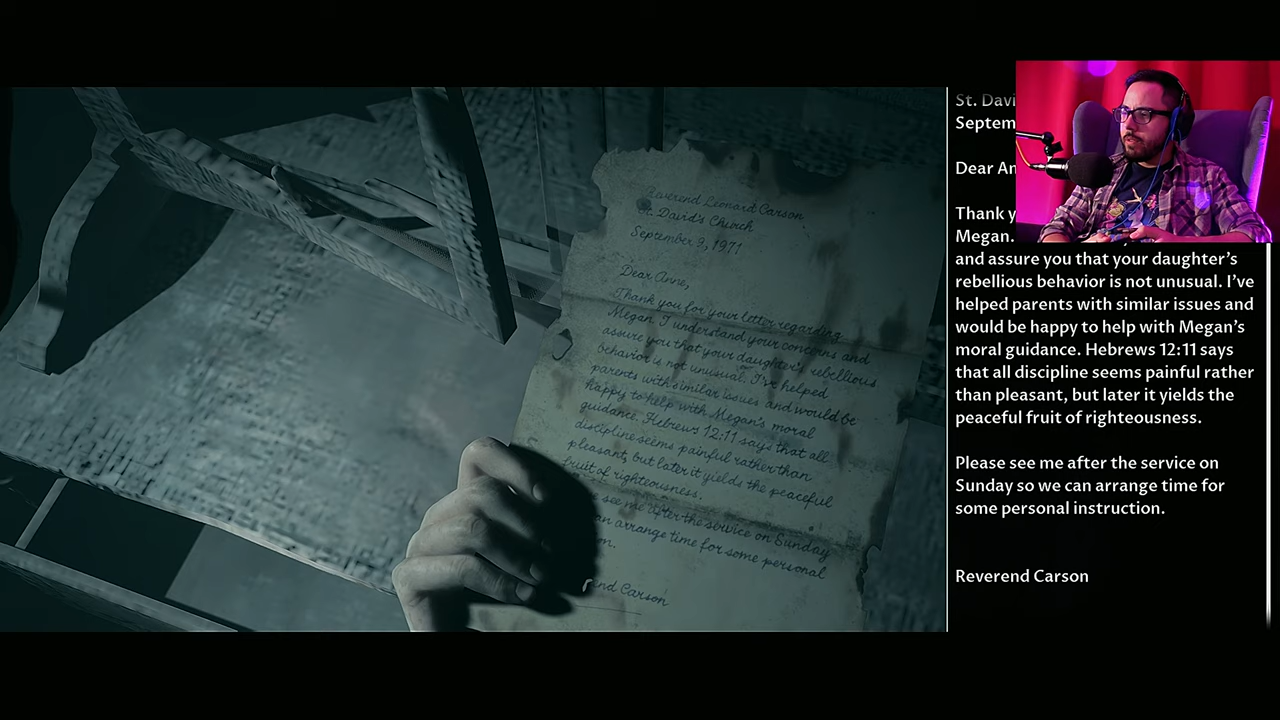 Reverend Leonard Carson
St. David's Church
September 9, 1971
Dear Anne,
Thank you for your letter regarding
Megan. I understand your concerns and
assure you that your daughter's rebellious
behavior is not unusual. I've helped
parents with similar issues and would be
happy to help with Megan's moral
guidance. Hebrews 12:11 says that all
discipline seems painful rather than
pleasant, but later it yields the peaceful
fruit of righteousness.
see me after the service on Sunday
an arrange time for some personal
nd Carson
St. Davi
Septem
Dear An
Thank y
Megan.
and assure you that your daughter's
rebellious behavior is not unusual. I've
helped parents with similar issues and
would be happy to help with Megan's
moral guidance. Hebrews 12:11 says
that all discipline seems painful rather
than pleasant, but later it yields the
peaceful fruit of righteousness.
Please see me after the service on
Sunday so we can arrange time for
some personal instruction.
Reverend Carson